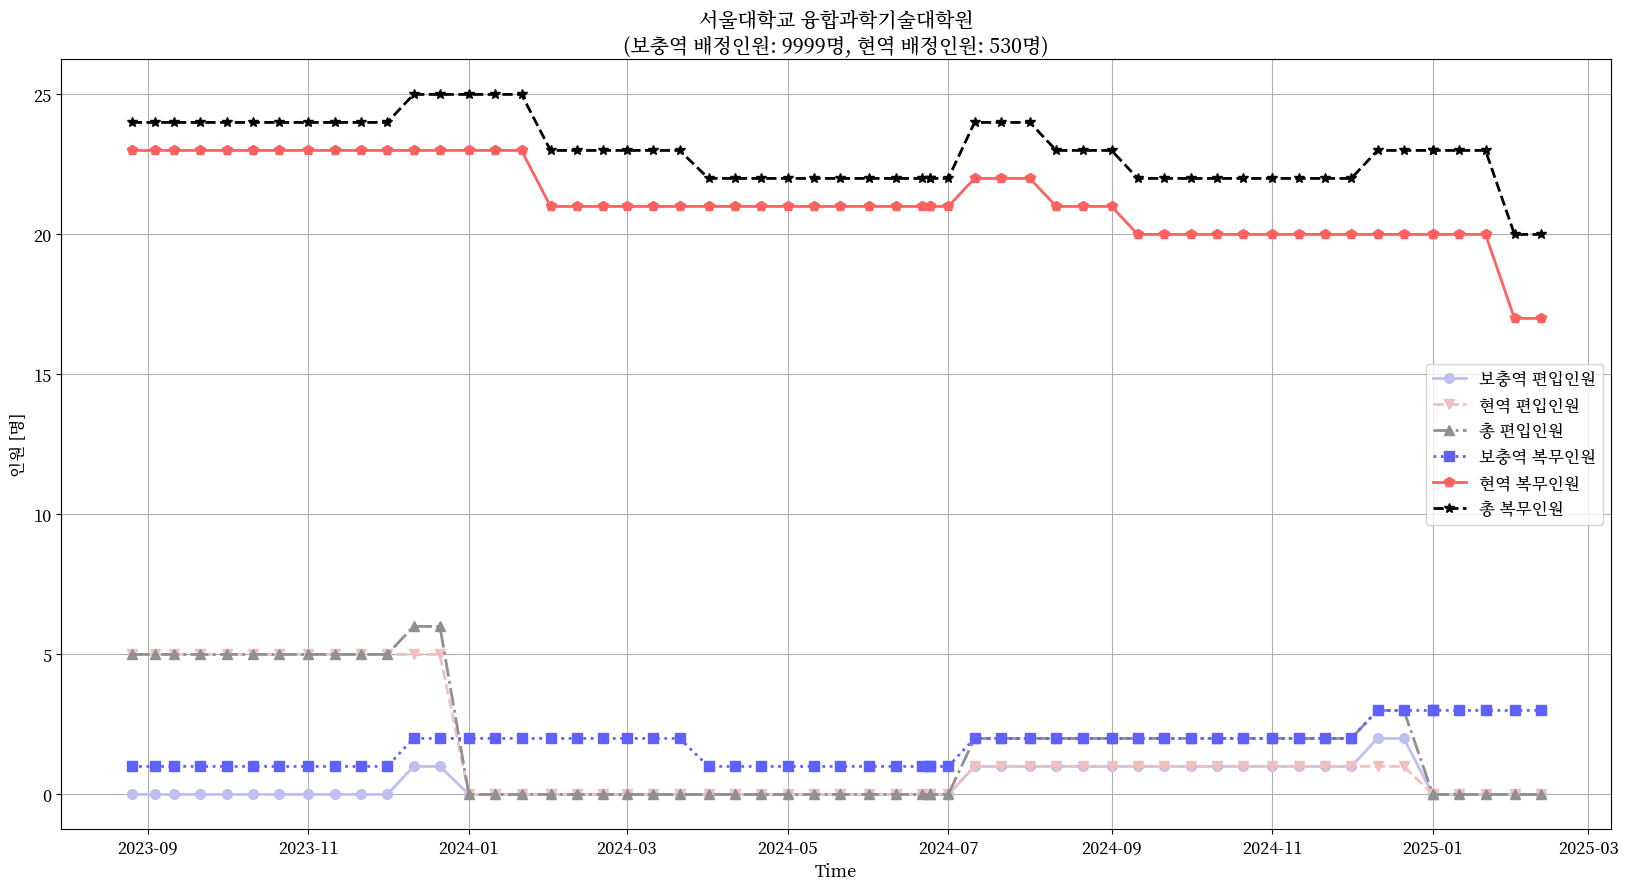 서울대학교 융합과학기술대학원
(보충역 배정인원: 9999명, 현역 배정인원: 530명)
25
20
15
10
5
0
인원 [명]
보충역 편입인원
현역 편입인원
총 편입인원
보충역 복무인원
현역 복무인원
총 복무인원
2023-09 2023-11 2024-01 2024-03 2024-05 2024-07 2024-09 2024-11 2025-01 2025-03
Time